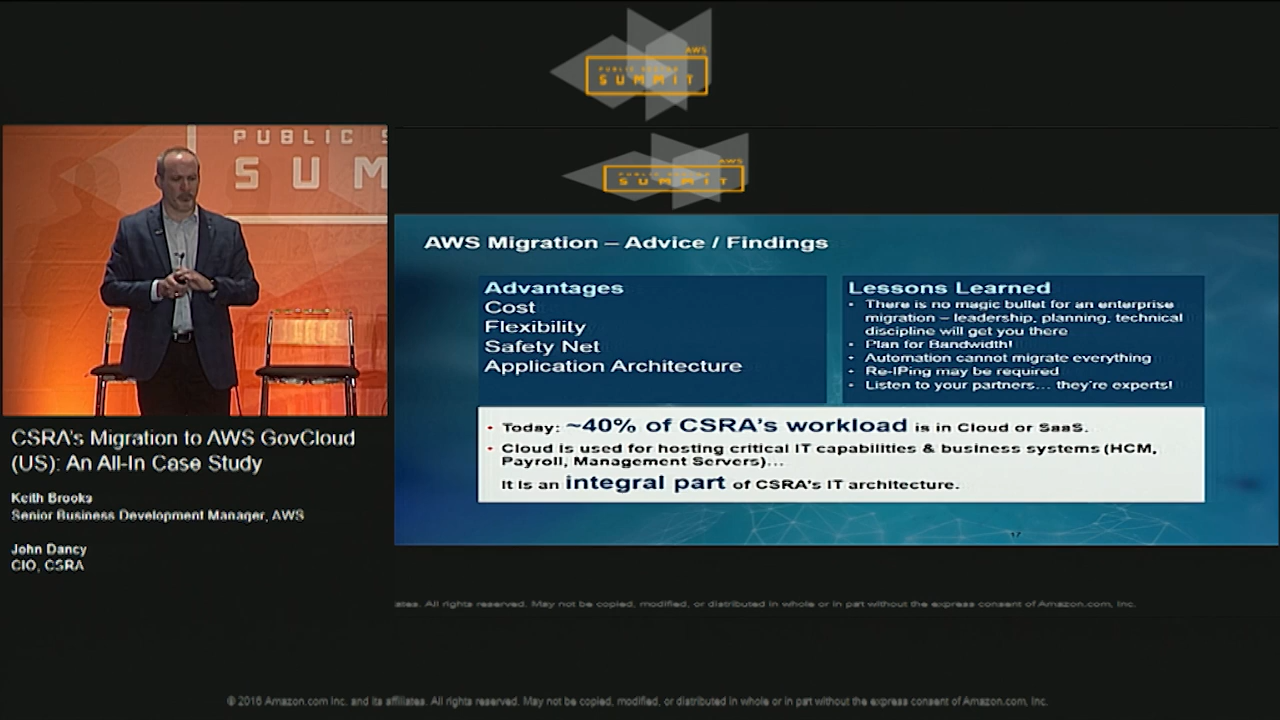 AWS
PUBLIC SECTOR
SUMMIT
PUBLIC S
SUM
AWS
PUBLIC SECTOR
SUMMIT
AWS Migration – Advice / Findings
Advantages
Cost
Flexibility
Safety Net
Application Architecture
Lessons Learned
• There is no magic bullet for an enterprise
migration – leadership, planning, technical
discipline will get you there
• Plan for Bandwidth!
• Automation cannot migrate everything
• Re-IPing may be required
• Listen to your partners... they're experts!
• Today: ~40% of CSRA's workload is in Cloud or SaaS.
• Cloud is used for hosting critical IT capabilities & business systems (HCM,
Payroll, Management Servers)...
It is an integral part of CSRA's IT architecture.
17
CSRA's Migration to AWS GovCloud
(US): An All-In Case Study
Keith Brooks
Senior Business Development Manager, AWS
John Dancy
CIO, CSRA
ates. All rights reserved. May not be copied, modified, or distributed in whole or in part without the express consent of Amazon.com, Inc.
© 2016 Amazon.com Inc. and its affiliates. All rights reserved. May not be copied, modified, or distributed in whole or in part without the express consent of Amazon.com, Inc.